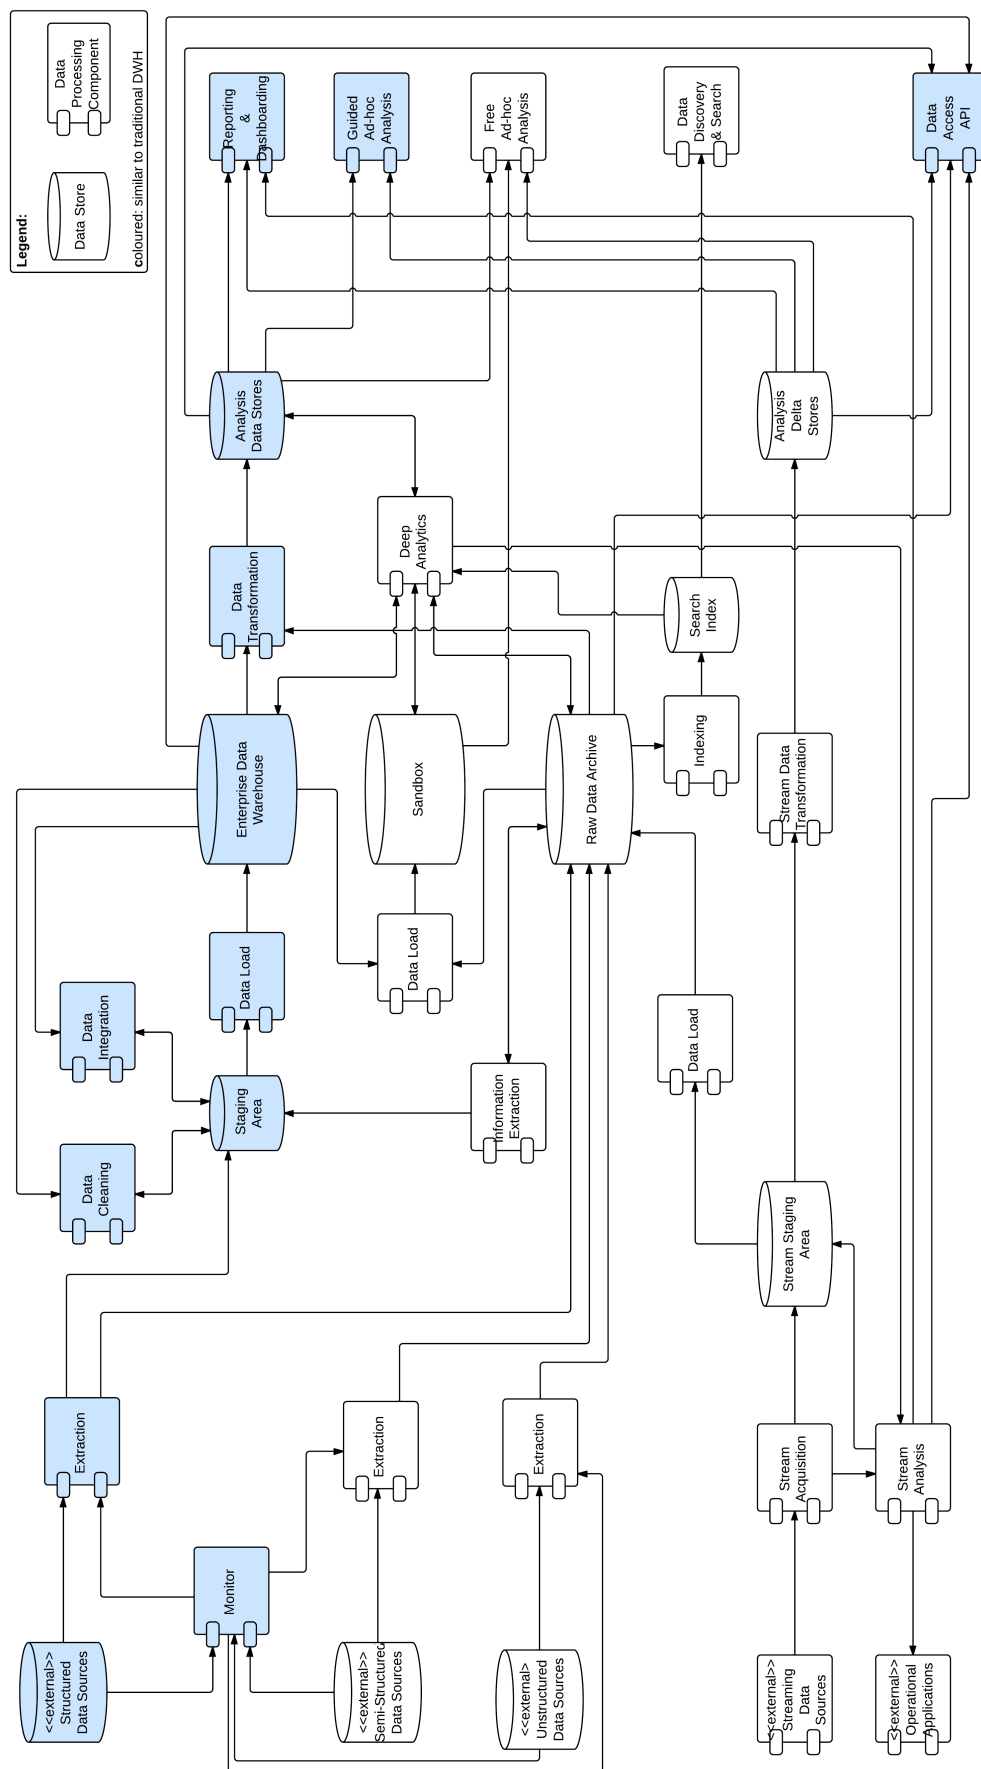 Legend:
Data
Processing
Component
Data Store
coloured: similar to traditional DWH
<<external>>
Structured
Data Sources
Extraction
Data
Cleaning
Data
Integration
Monitor
Staging
Area
Data Load
Enterprise Data
Warehouse
Data
Transformation
Analysis
Data Stores
Reporting
&
Dashboarding
<<external>>
Semi-Structured
Data Sources
Extraction
Data Load
Sandbox
Deep
Analytics
Guided
Ad-hoc
Analysis
<<external>
Unstructured
Data Sources
Extraction
Information
Extraction
Raw Data Archive
Free
Ad-hoc
Analysis
Data Load
Indexing
Search
Index
Data
Discovery
& Search
<<external>>
Streaming
Data
Sources
Stream
Acquisition
Stream Staging
Area
Stream Data
Transformation
Analysis
Delta
Stores
<<external>>
Operational
Applications
Stream
Analysis
Data
Access
API